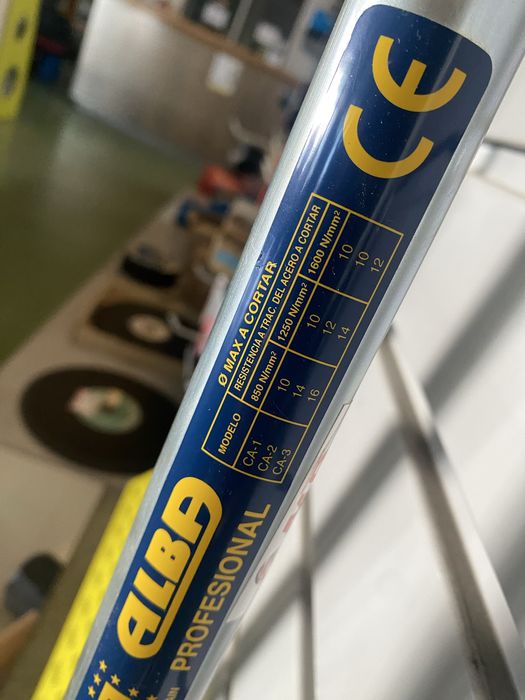 CE
Ø MAX A CORTAR
MODELO RESISTENCIA A TRAC. DEL ACERO A CORTAR
850 N/mm² 1250 N/mm² 1600 N/mm²
CA-1 10 10 10
CA-2 14 12 10
CA-3 16 14 12
ALBA
PROFESIONAL